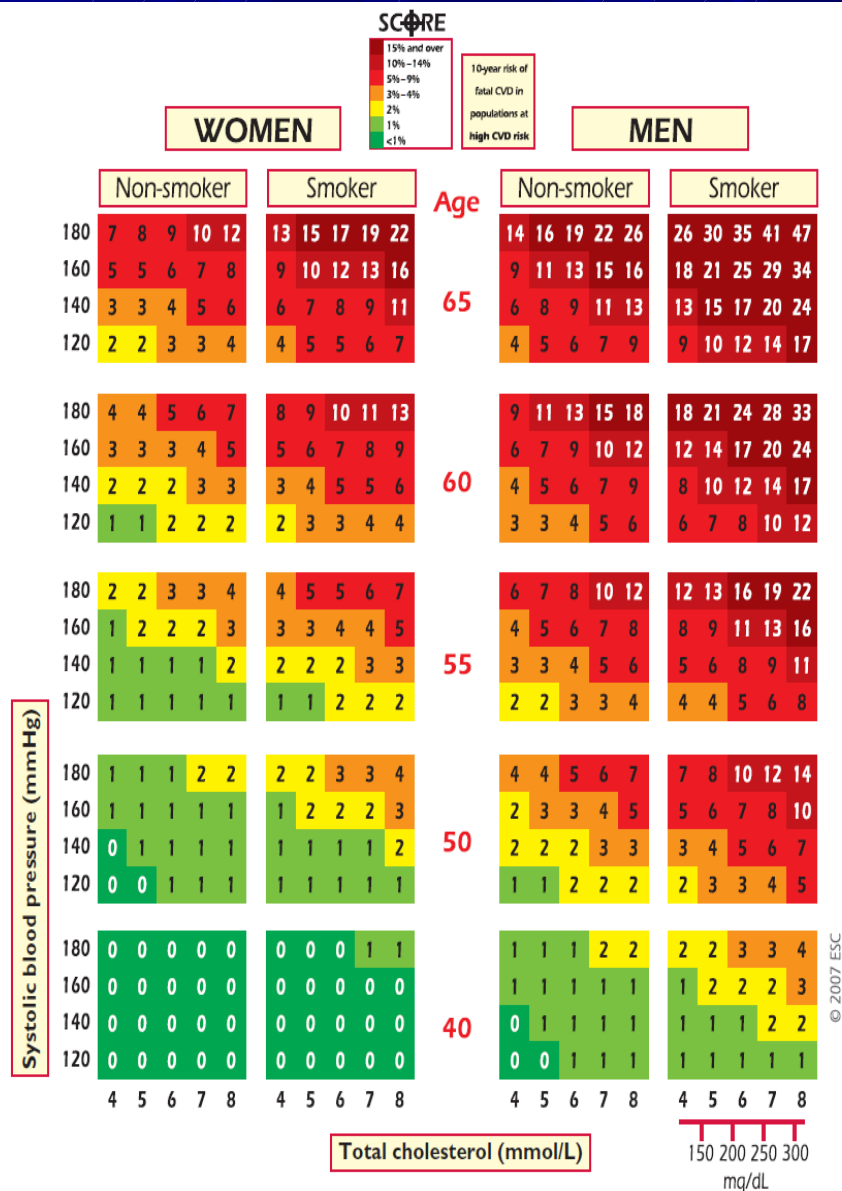 SCORE
15% and over
10%–14%
5%–9%
3%–4%
2%
1%
<1%
10-year risk of
fatal CVD in
populations at
high CVD risk
WOMEN
MEN
Non-smoker Smoker Age Non-smoker Smoker
180 7 8 9 10 12 13 15 17 19 22 14 16 19 22 26 26 30 35 41 47
160 5 5 6 7 8 9 10 12 13 16 9 11 13 15 16 18 21 25 29 34
65
140 3 3 4 5 6 6 7 8 9 11 6 8 9 11 13 13 15 17 20 24
120 2 2 3 3 4 4 5 5 6 7 4 5 6 7 9 9 10 12 14 17
180 4 4 5 6 7 8 9 10 11 13 9 11 13 15 18 18 21 24 28 33
160 3 3 3 4 5 5 6 7 8 9 6 7 9 10 12 12 14 17 20 24
60
140 2 2 2 3 3 3 4 5 5 6 4 5 6 7 9 8 10 12 14 17
120 1 1 2 2 2 2 3 3 4 4 3 3 4 5 6 6 7 8 10 12
180 2 2 3 3 4 4 5 5 6 7 6 7 8 10 12 12 13 16 19 22
160 1 2 2 2 3 3 3 4 4 5 4 5 6 7 8 8 9 11 13 16
55
140 1 1 1 1 2 2 2 2 3 3 3 3 4 5 6 5 6 8 9 11
120 1 1 1 1 1 1 1 2 2 2 2 2 3 3 4 4 4 5 6 8
180 1 1 1 2 2 2 2 3 3 4 4 4 5 6 7 7 8 10 12 14
160 1 1 1 1 1 1 2 2 2 3 2 3 3 4 5 5 6 7 8 10
50
140 0 1 1 1 1 1 1 1 1 2 2 2 2 3 3 3 4 5 6 7
120 0 0 1 1 1 1 1 1 1 1 1 1 2 2 2 2 3 3 4 5
180 0 0 0 0 0 0 0 0 1 1 1 1 1 2 2 2 2 3 3 4
160 0 0 0 0 0 0 0 0 0 0 1 1 1 1 1 1 2 2 2 3
40
140 0 0 0 0 0 0 0 0 0 0 0 1 1 1 1 1 1 1 2 2
120 0 0 0 0 0 0 0 0 0 0 0 0 1 1 1 1 1 1 1 1
4 5 6 7 8 4 5 6 7 8 4 5 6 7 8 4 5 6 7 8
Systolic blood pressure (mmHg)
Total cholesterol (mmol/L)
150 200 250 300
mg/dL
© 2007 ESC